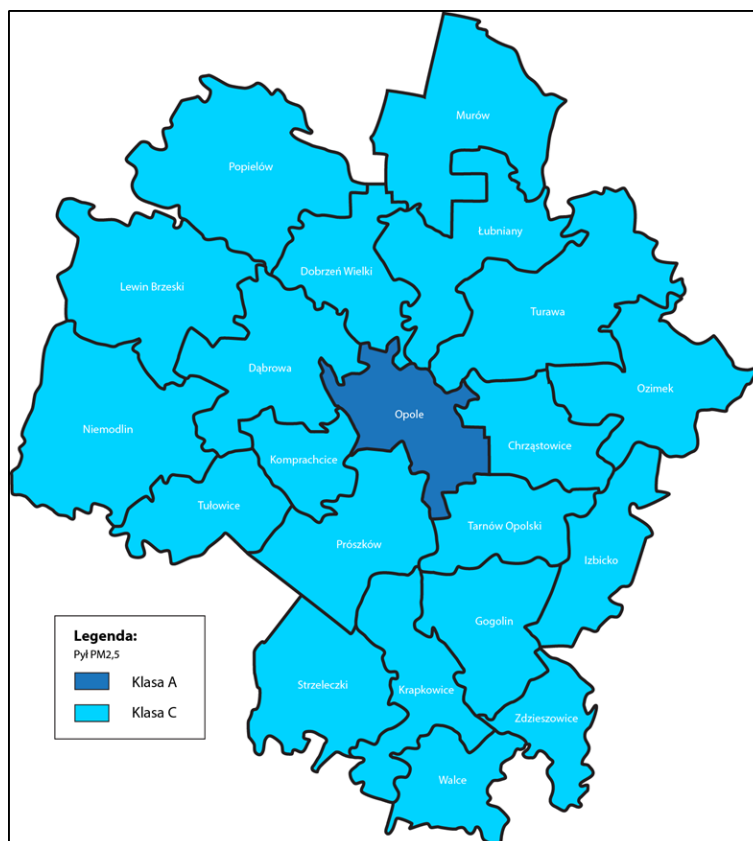 Murów
Popielów
Łubniany
Dobrzeń Wielki
Lewin Brzeski
Turawa
Dąbrowa
Ozimek
Opole
Niemodlin
Chrząstowice
Komprachcice
Tułowice
Tarnów Opolski
Prószków
Izbicko
Gogolin
Legenda:
Pył PM2,5
Klasa A
Klasa C
Strzeleczki
Krapkowice
Zdzieszowice
Walce